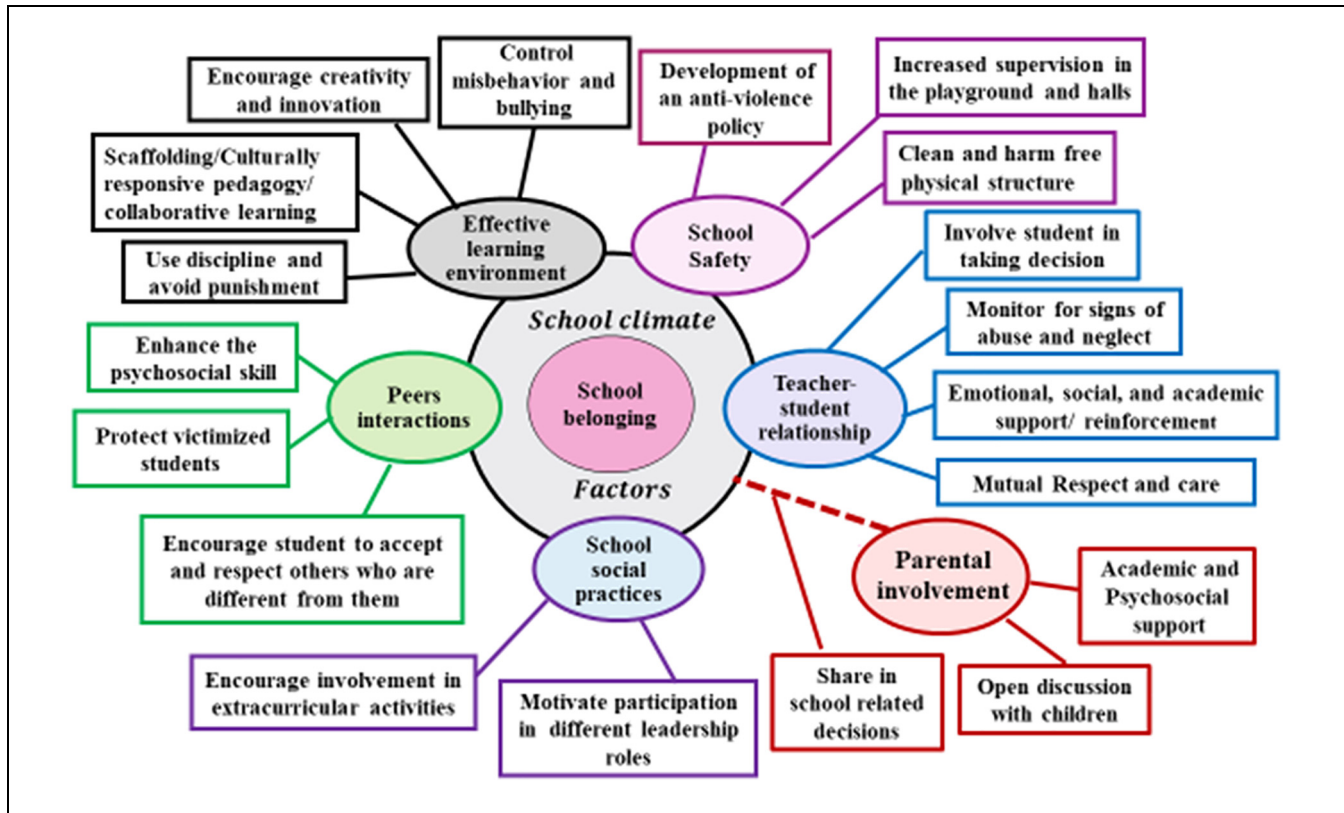 Encourage creativity
and innovation
Control
misbehavior and
bullying
Development of
an anti-violence
policy
Increased supervision in
the playground and halls
Scaffolding/Culturally
responsive pedagogy/
collaborative learning
Clean and harm free
physical structure
Effective
learning
environment
School
Safety
Use discipline and
avoid punishment
Involve student in
taking decision
School climate
Monitor for signs of
abuse and neglect
Enhance the
psychosocial skill
Peers
interactions
School
belonging
Teacher-
student
relationship
Emotional, social, and academic
support/ reinforcement
Protect victimized
students
Mutual Respect and care
Factors
Encourage student to accept
and respect others who are
different from them
School
social
practices
Parental
involvement
Academic and
Psychosocial
support
Encourage involvement in
extracurricular activities
Motivate participation
in different leadership
roles
Share in
school related
decisions
Open discussion
with children